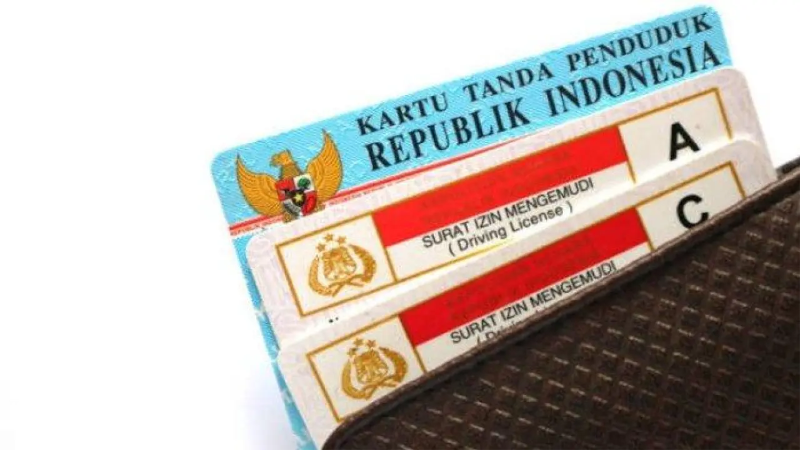 KARTU TANDA PENDUDUK
REPUBLIK INDONESIA
A
SURAT IZIN MENGEMUDI
( Driving License )
C
SURAT IZIN MENGEMUDI